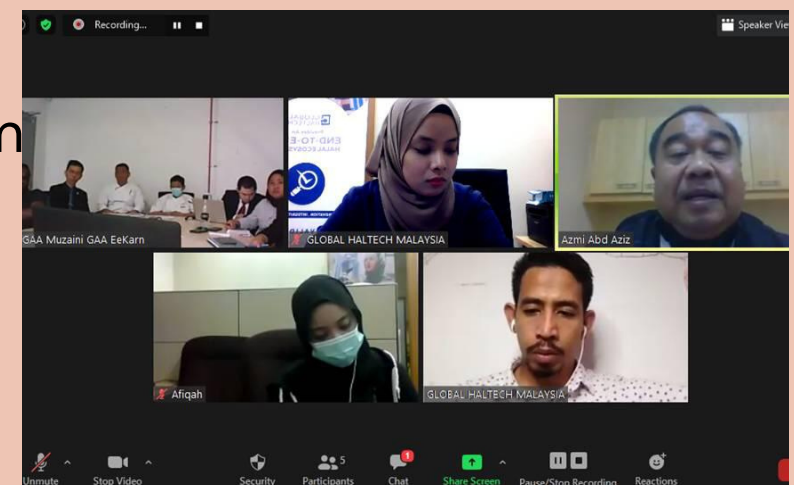 Recording...
Speaker Vie
n
GAA Muzaini GAA EeKarn
GLOBAL HALTECH MALAYSIA
Azmi Abd Aziz
Afiqah
GLOBAL HALTECH MALAYSIA
Unmute
Stop Video
Security
5
Participants
1
Chat
Share Screen
Pause/Stop Recording
Reactions